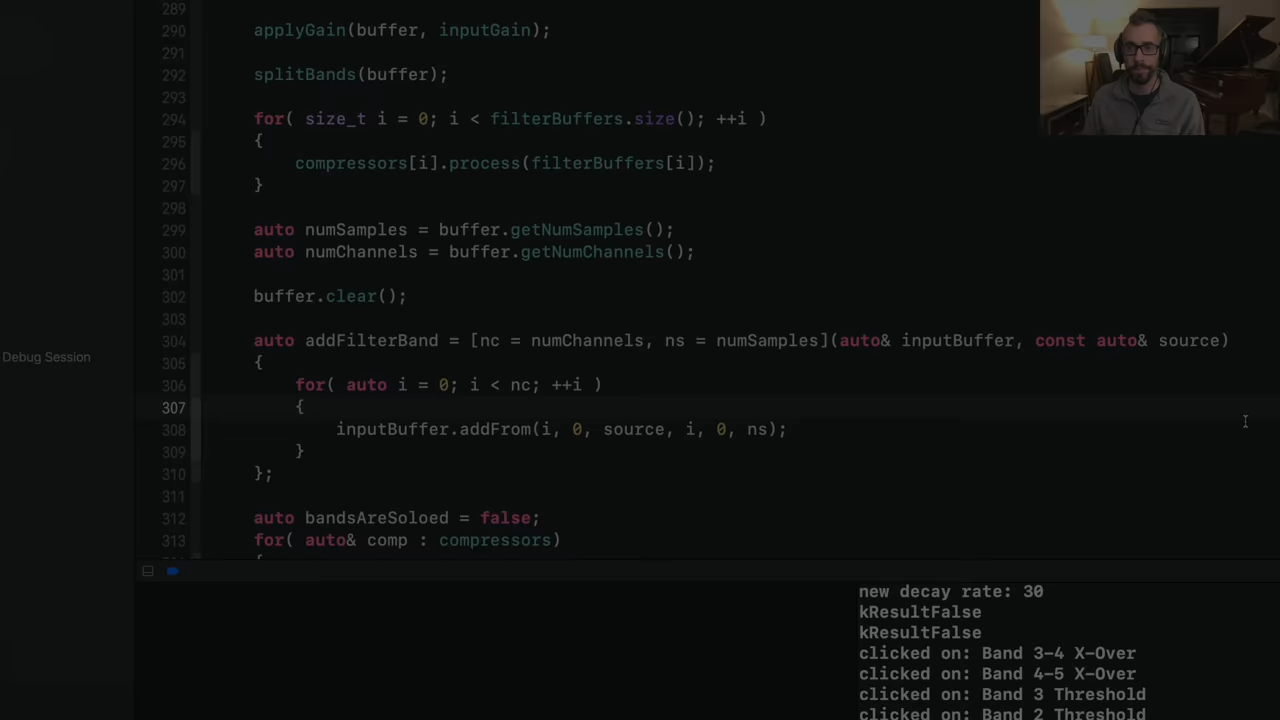 289
290 applyGain(buffer, inputGain);
291
292 splitBands(buffer);
293
294 for( size_t i = 0; i < filterBuffers.size(); ++i )
295 {
296 compressors[i].process(filterBuffers[i]);
297 }
298
299 auto numSamples = buffer.getNumSamples();
300 auto numChannels = buffer.getNumChannels();
301
302 buffer.clear();
303
304 auto addFilterBand = [nc = numChannels, ns = numSamples](auto& inputBuffer, const auto& source)
305 {
Debug Session
306 for( auto i = 0; i < nc; ++i )
307 {
308 inputBuffer.addFrom(i, 0, source, i, 0, ns);
309 }
310 };
311
312 auto bandsAreSoloed = false;
313 for( auto& comp : compressors)
{
new decay rate: 30
kResultFalse
kResultFalse
clicked on: Band 3-4 X-Over
clicked on: Band 4-5 X-Over
clicked on: Band 3 Threshold
clicked on: Band 2 Threshold